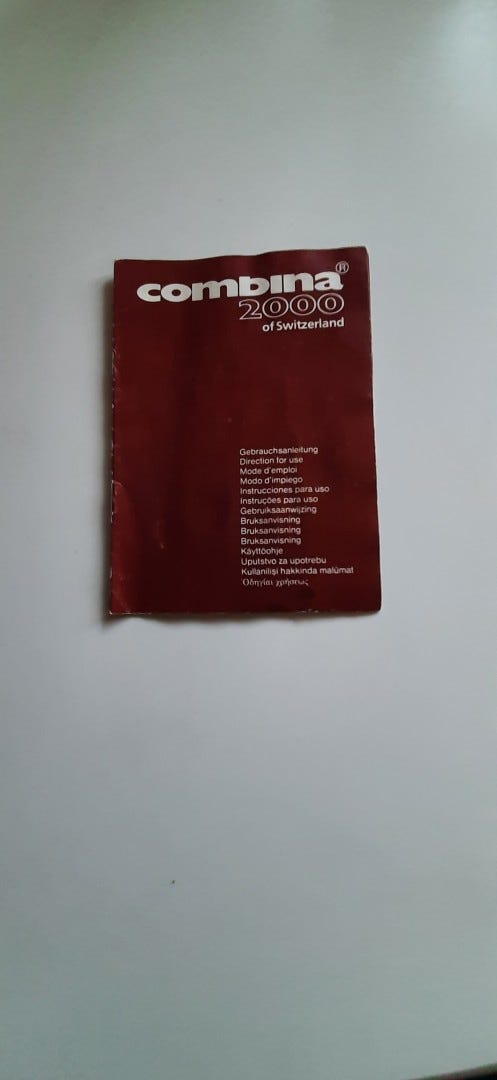 combina®
2000
of Switzerland
Gebrauchsanleitung
Direction for use
Mode d'emploi
Modo d'impiego
Instrucciones para uso
Instruções para uso
Gebruiksaanwijzing
Bruksanvisning
Bruksanvisning
Bruksanvisning
Käyttöohje
Uputstvo za upotrebu
Kullanilişi hakkinda malûmat
Ὁδηγίαι χρήσεως